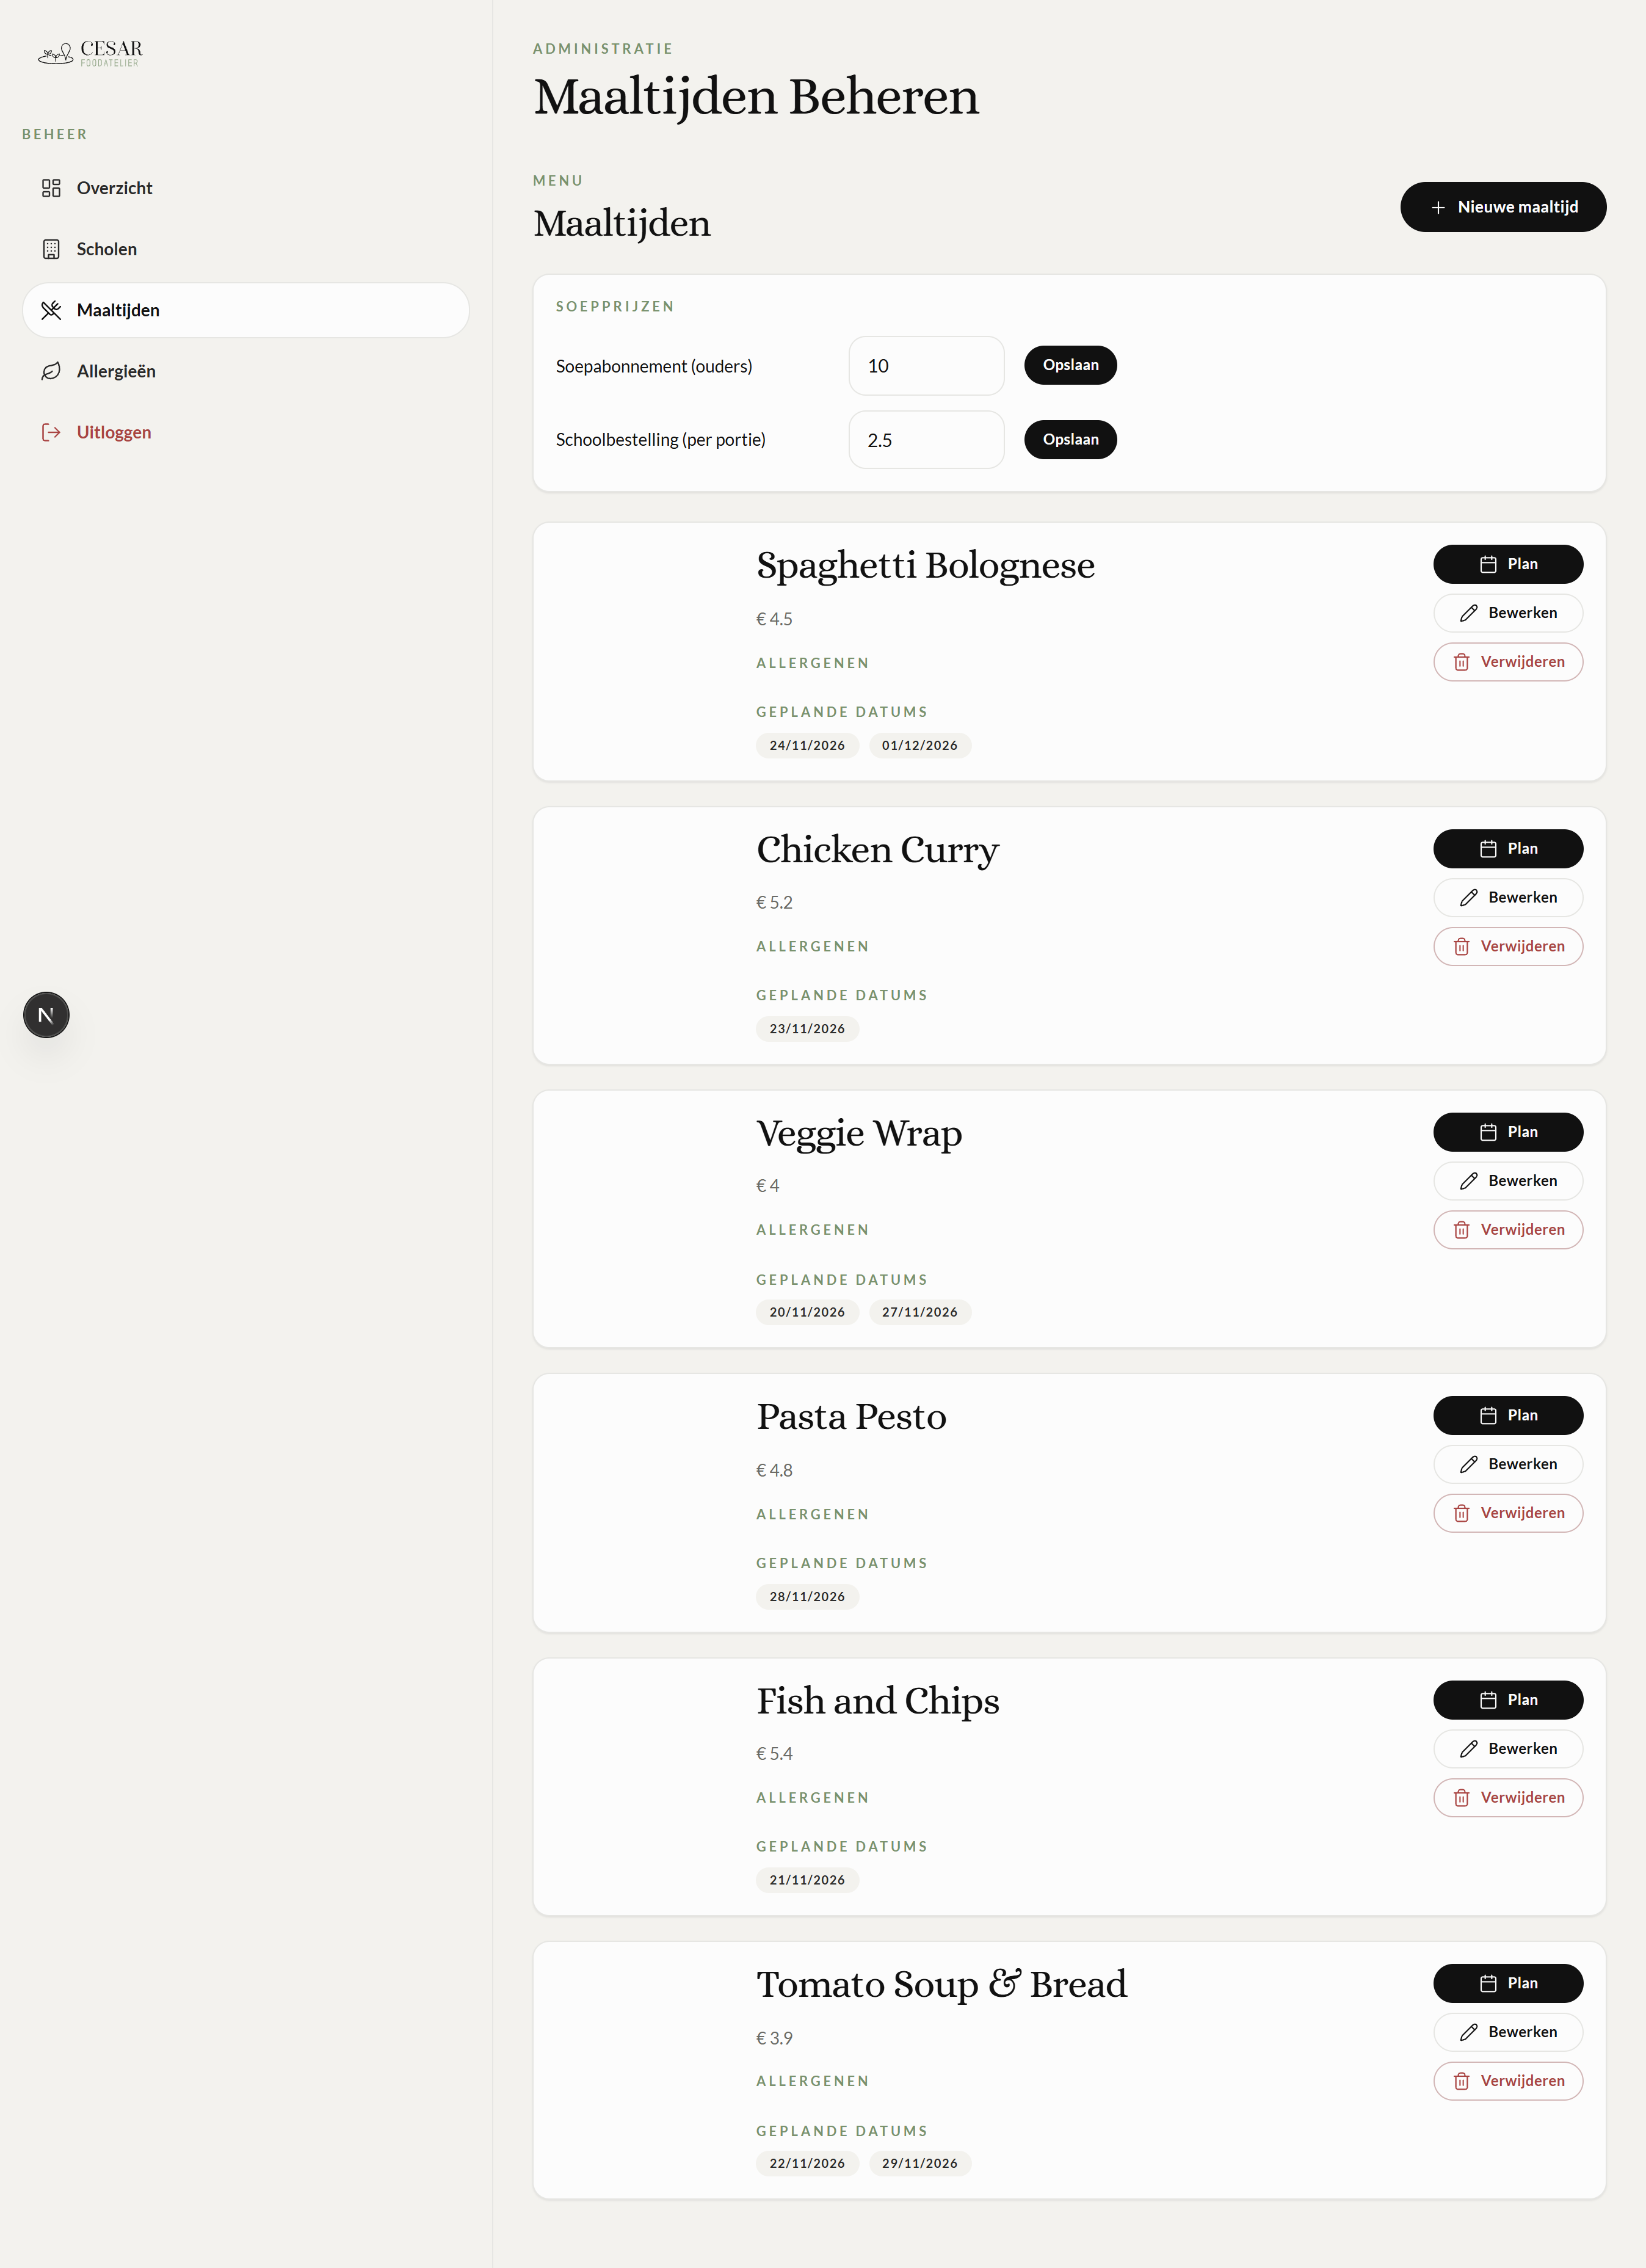 CESAR
FOODATELIER
BEHEER
Overzicht
Scholen
Maaltijden
Allergieën
Uitloggen
N
ADMINISTRATIE
Maaltijden Beheren
MENU
Maaltijden
Nieuwe maaltijd
SOEPPRIJZEN
Soepabonnement (ouders) 10 Opslaan
Schoolbestelling (per portie) 2.5 Opslaan
Spaghetti Bolognese
€ 4.5
ALLERGENEN
GEPLANDE DATUMS
24/11/2026 01/12/2026
Plan
Bewerken
Verwijderen
Chicken Curry
€ 5.2
ALLERGENEN
GEPLANDE DATUMS
23/11/2026
Plan
Bewerken
Verwijderen
Veggie Wrap
€ 4
ALLERGENEN
GEPLANDE DATUMS
20/11/2026 27/11/2026
Plan
Bewerken
Verwijderen
Pasta Pesto
€ 4.8
ALLERGENEN
GEPLANDE DATUMS
28/11/2026
Plan
Bewerken
Verwijderen
Fish and Chips
€ 5.4
ALLERGENEN
GEPLANDE DATUMS
21/11/2026
Plan
Bewerken
Verwijderen
Tomato Soup & Bread
€ 3.9
ALLERGENEN
GEPLANDE DATUMS
22/11/2026 29/11/2026
Plan
Bewerken
Verwijderen